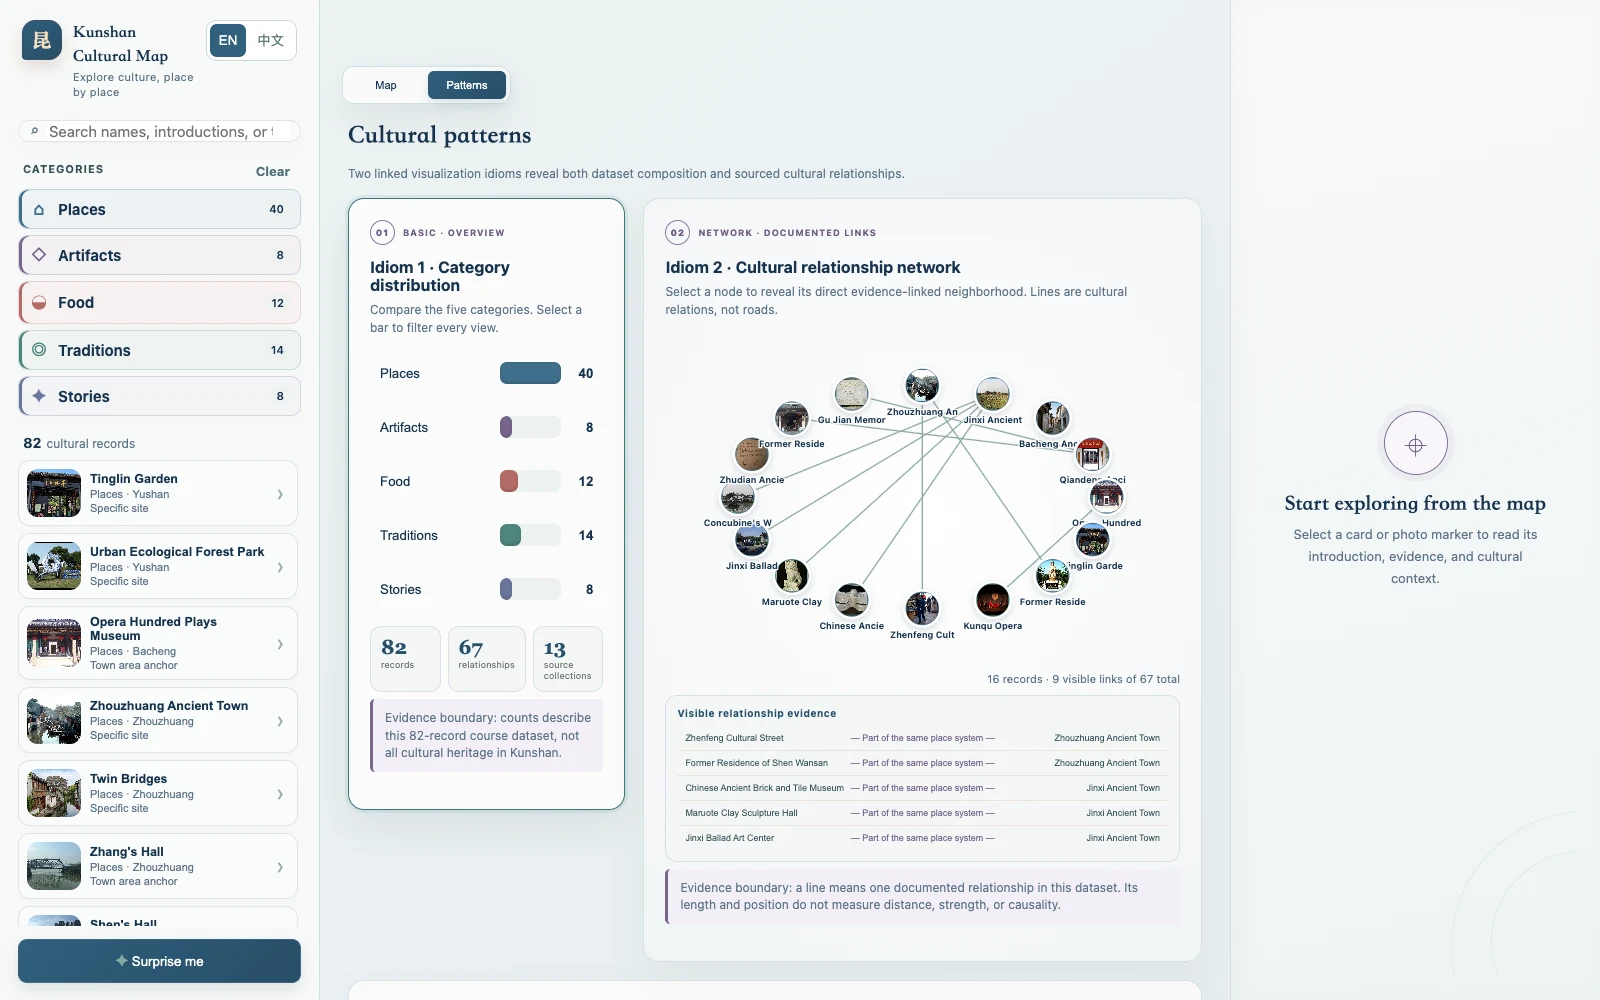 昆
Kunshan
Cultural Map
Explore culture, place
by place
EN
中文
Search names, introductions, or t
CATEGORIES
Clear
Places
40
Artifacts
8
Food
12
Traditions
14
Stories
8
82 cultural records
Tinglin Garden
Places · Yushan
Specific site
Urban Ecological Forest Park
Places · Yushan
Specific site
Opera Hundred Plays
Museum
Places · Bacheng
Town area anchor
Zhouzhuang Ancient Town
Places · Zhouzhuang
Specific site
Twin Bridges
Places · Zhouzhuang
Specific site
Zhang's Hall
Places · Zhouzhuang
Town area anchor
Shen's Hall
Surprise me
Map
Patterns
Cultural patterns
Two linked visualization idioms reveal both dataset composition and sourced cultural relationships.
01 BASIC · OVERVIEW
Idiom 1 · Category
distribution
Compare the five categories. Select a
bar to filter every view.
Places 40
Artifacts 8
Food 12
Traditions 14
Stories 8
82
records
67
relationships
13
source
collections
Evidence boundary: counts describe
this 82-record course dataset, not
all cultural heritage in Kunshan.
02 NETWORK · DOCUMENTED LINKS
Idiom 2 · Cultural relationship network
Select a node to reveal its direct evidence-linked neighborhood. Lines are cultural
relations, not roads.
Zhouzhuang An
Gu Jian Memor
Jinxi Ancient
Former Reside
Bacheng Anc
Zhudian Ancie
Qiandeng Anci
Concubine's W
Hundred
Jinxi Ballad
inglin Garde
Maruote Clay
Former Reside
Chinese Ancie
Zhenfeng Cult
Kunqu Opera
16 records · 9 visible links of 67 total
Visible relationship evidence
Zhenfeng Cultural Street — Part of the same place system — Zhouzhuang Ancient Town
Former Residence of Shen Wansan — Part of the same place system — Zhouzhuang Ancient Town
Chinese Ancient Brick and Tile Museum — Part of the same place system — Jinxi Ancient Town
Maruote Clay Sculpture Hall — Part of the same place system — Jinxi Ancient Town
Jinxi Ballad Art Center — Part of the same place system — Jinxi Ancient Town
Evidence boundary: a line means one documented relationship in this dataset. Its
length and position do not measure distance, strength, or causality.
Start exploring from the map
Select a card or photo marker to read its
introduction, evidence, and cultural
context.